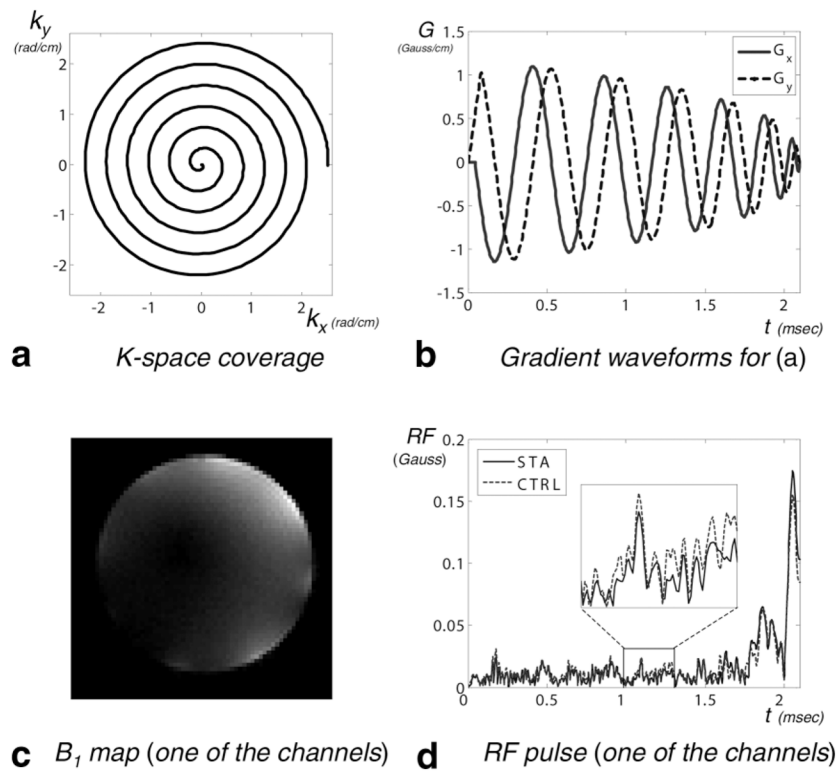 k_y
(rad/cm)
2
1
0
-1
-2
-2 -1 0 1 2
k_x (rad/cm)
a K-space coverage
G
(Gauss/cm)
1.5
1
0.5
0
-0.5
-1
-1.5
G_x
G_y
0 0.5 1 1.5 2
t (msec)
b Gradient waveforms for (a)
c B_1 map (one of the channels)
RF
(Gauss)
0.2
0.15
0.1
0.05
0
STA
CTRL
0 0.5 1 1.5 2
t (msec)
d RF pulse (one of the channels)